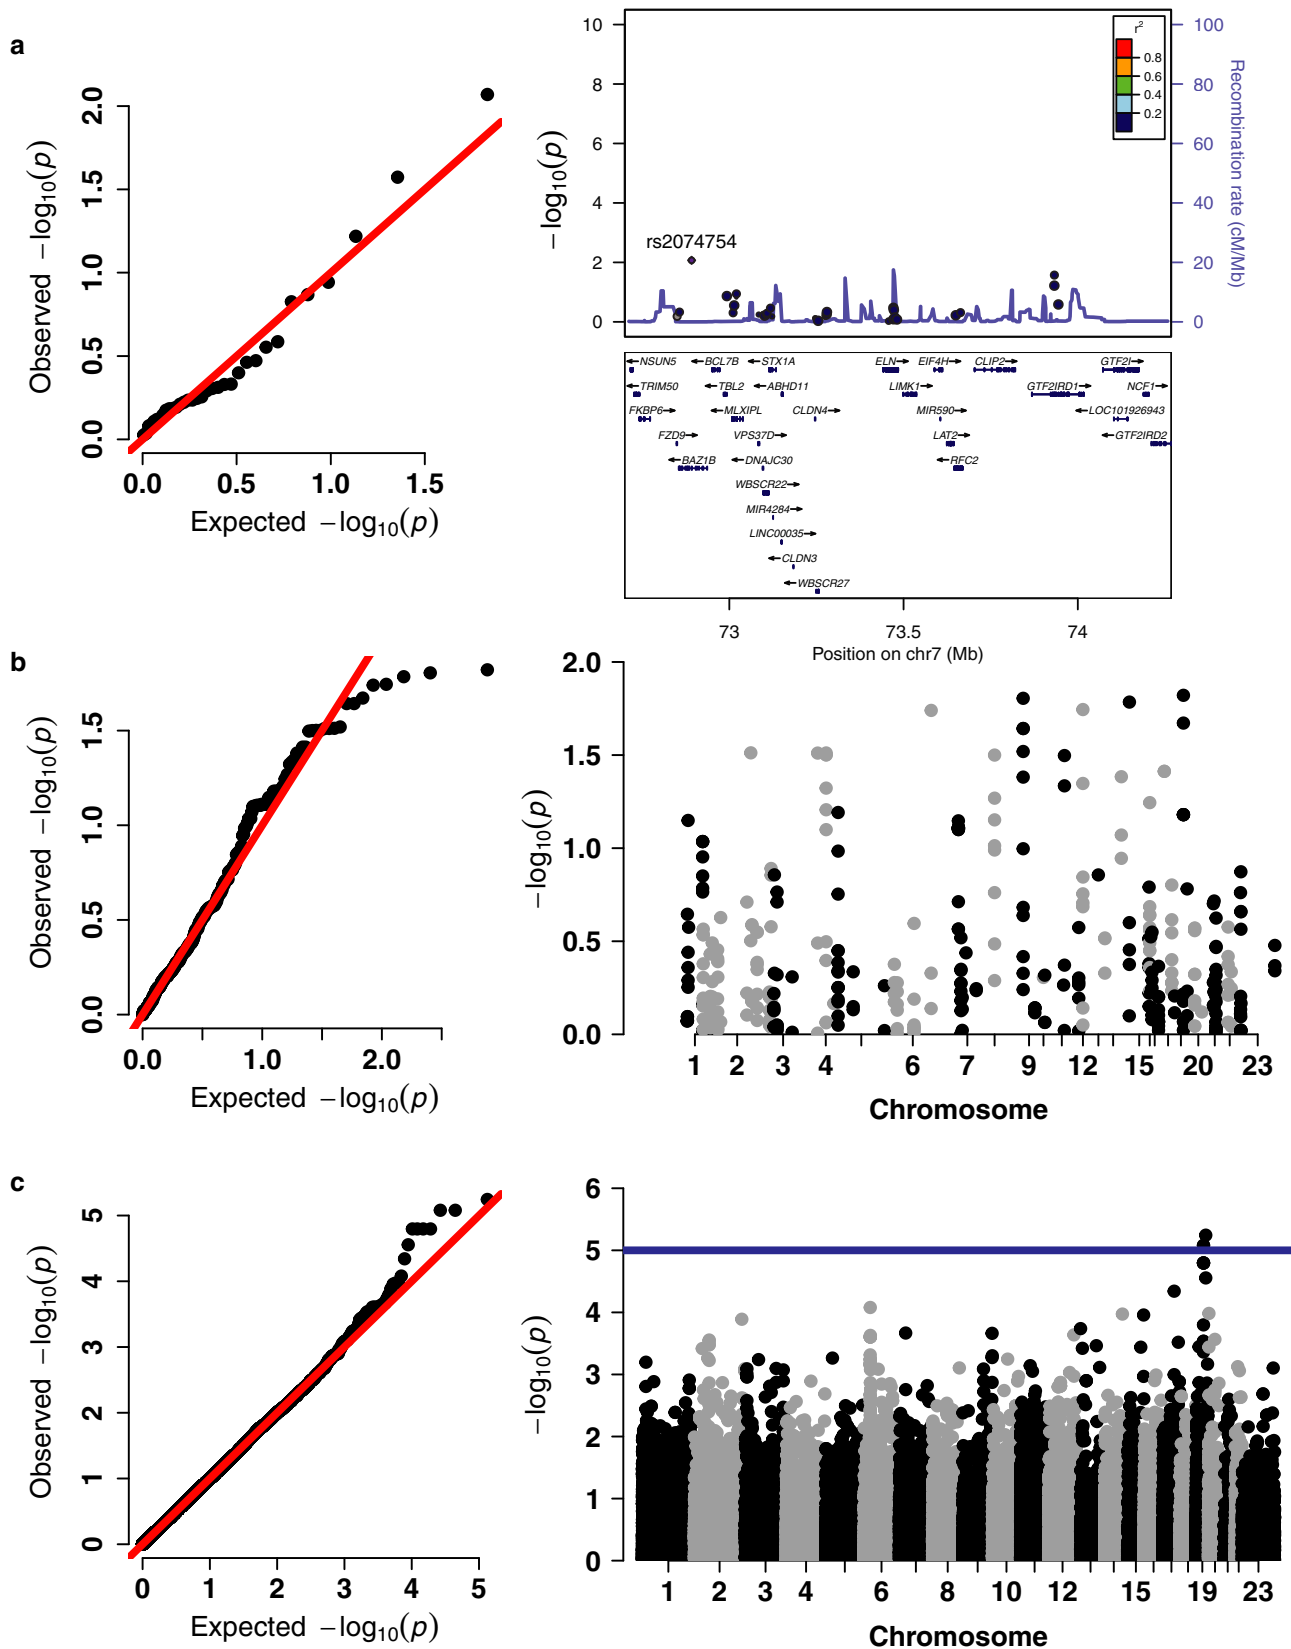 a
Observed −log10(p)
2.0
1.5
1.0
0.5
0.0
0.0 0.5 1.0 1.5
Expected −log10(p)
−log10(p)
10
8
6
4
2
0
rs2074754
r2
0.8
0.6
0.4
0.2
100
80
60
40
20
0
Recombination rate (cM/Mb)
←NSUN5 ←BCL7B ←STX1A ELN→ EIF4H→ CLIP2→ GTF2I→
←TRIM50 ←TBL2 ←ABHD11 LIMK1→ GTF2IRD1→ NCF1→
FKBP6→ ←MLXIPL CLDN4→ MIR590→ ←LOC101926943
FZD9→ VPS37D→ LAT2→ ←GTF2IRD2
←BAZ1B ←DNAJC30 ←RFC2
WBSCR22→
MIR4284→
LINC00035→
←CLDN3
←WBSCR27
73 73.5 74
Position on chr7 (Mb)
b
Observed −log10(p)
1.5
1.0
0.5
0.0
0.0 1.0 2.0
Expected −log10(p)
−log10(p)
2.0
1.5
1.0
0.5
0.0
1 2 3 4 6 7 9 12 15 20 23
Chromosome
c
Observed −log10(p)
5
4
3
2
1
0
0 1 2 3 4 5
Expected −log10(p)
−log10(p)
6
5
4
3
2
1
0
1 2 3 4 6 8 10 12 15 19 23
Chromosome